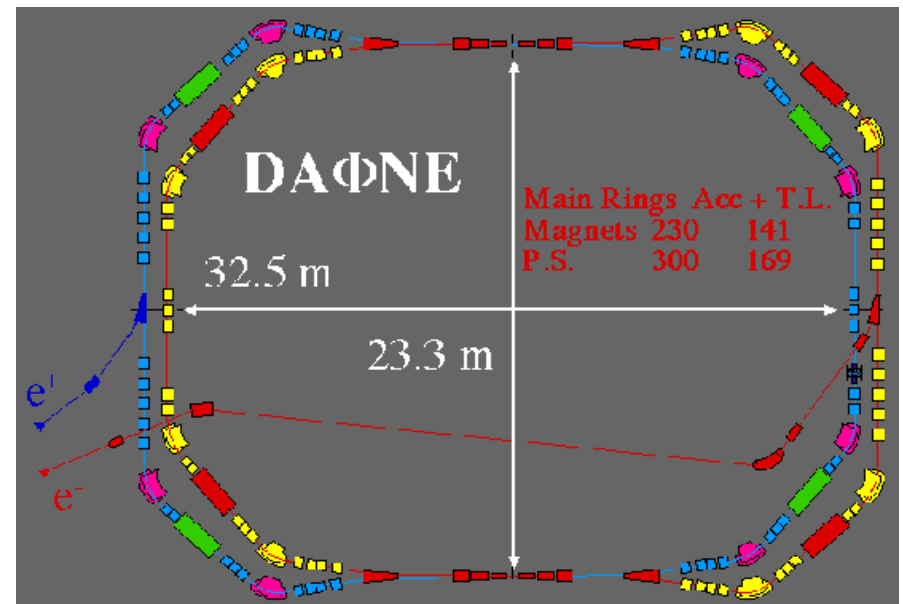 DAΦNE
Main Rings Acc + T.L.
Magnets 230 141
P.S. 300 169
32.5 m
23.3 m
e⁺
e⁻